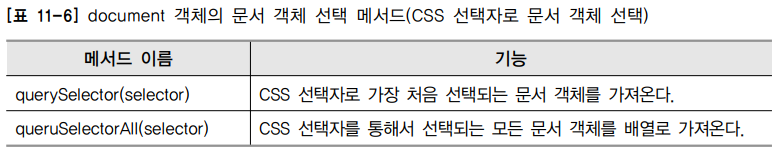 [표 11-6] document 객체의 문서 객체 선택 메서드(CSS 선택자로 문서 객체 선택)
메서드 이름 기능
querySelector(selector) CSS 선택자로 가장 처음 선택되는 문서 객체를 가져온다.
queruSelectorAll(selector) CSS 선택자를 통해서 선택되는 모든 문서 객체를 배열로 가져온다.